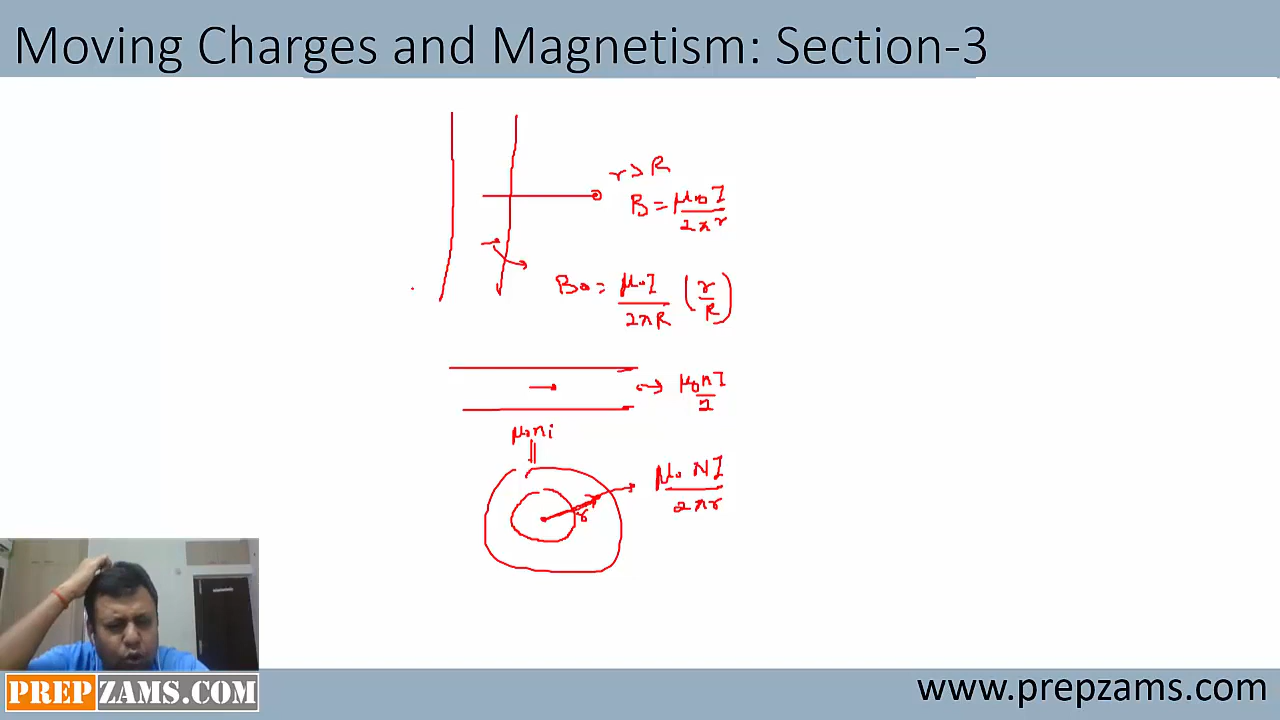 Moving Charges and Magnetism: Section-3
r > R
B = μ₀I / 2πr
B₀ = μ₀I / 2πR (r/R)
→ μ₀nI / 2
μ₀ni
μ₀NI / 2πr
r
PREPZAMS.COM
www.prepzams.com